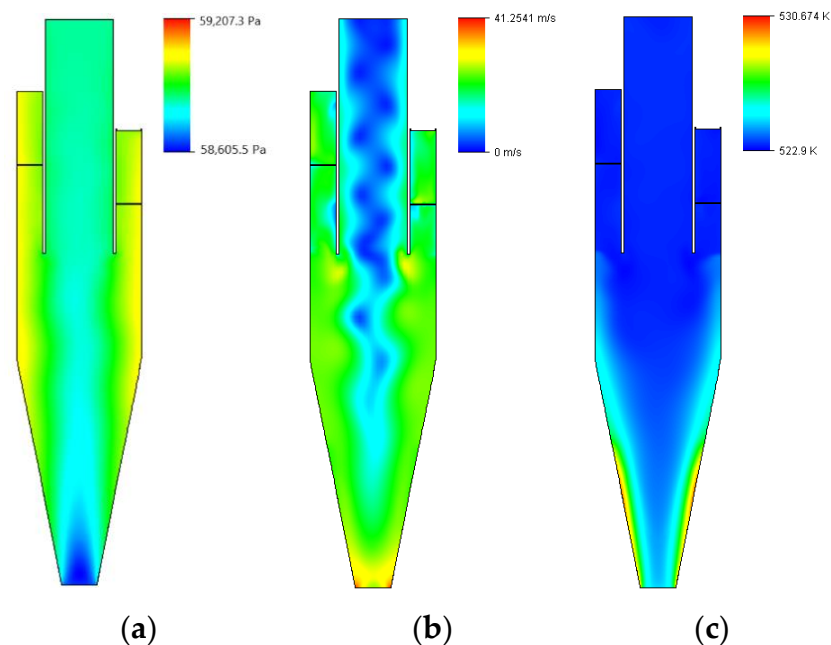 59,207.3 Pa
58,605.5 Pa
41.2541 m/s
0 m/s
530.674 K
522.9 K
(a)
(b)
(c)